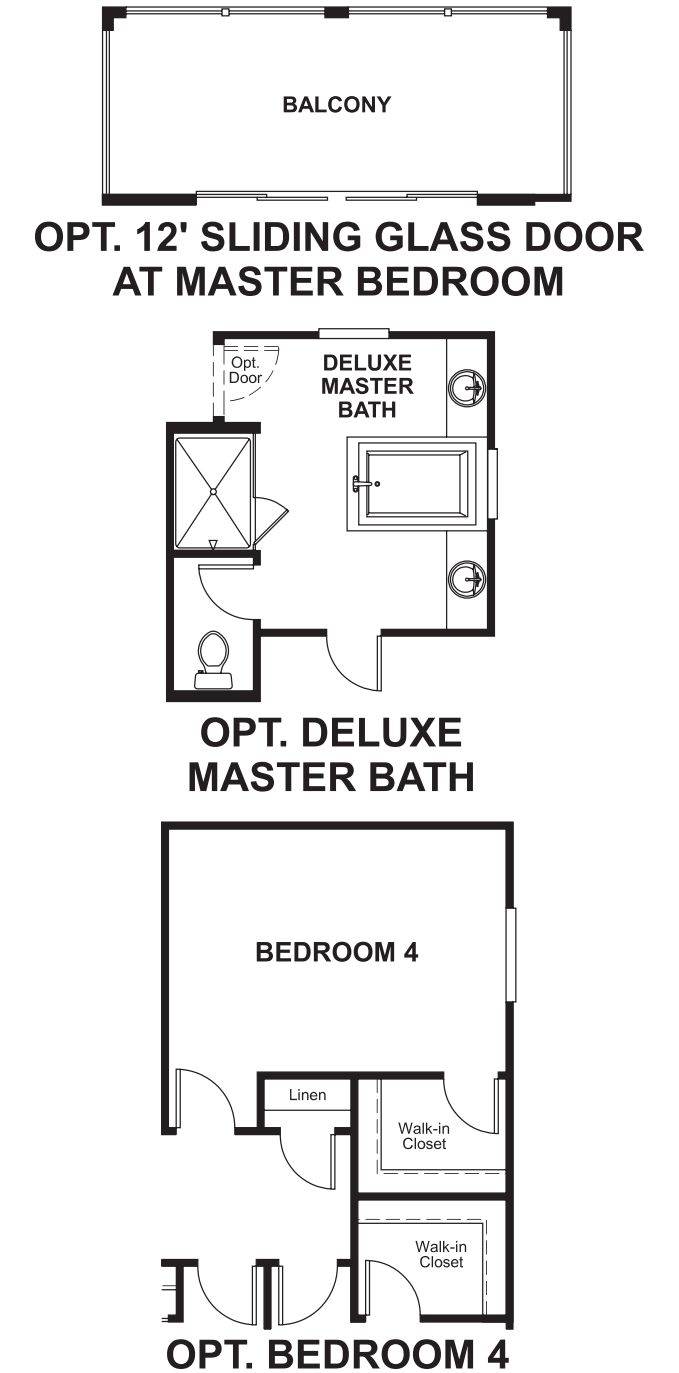 BALCONY
OPT. 12' SLIDING GLASS DOOR
AT MASTER BEDROOM
Opt.
Door
DELUXE
MASTER
BATH
OPT. DELUXE
MASTER BATH
BEDROOM 4
Linen
Walk-in
Closet
Walk-in
Closet
OPT. BEDROOM 4